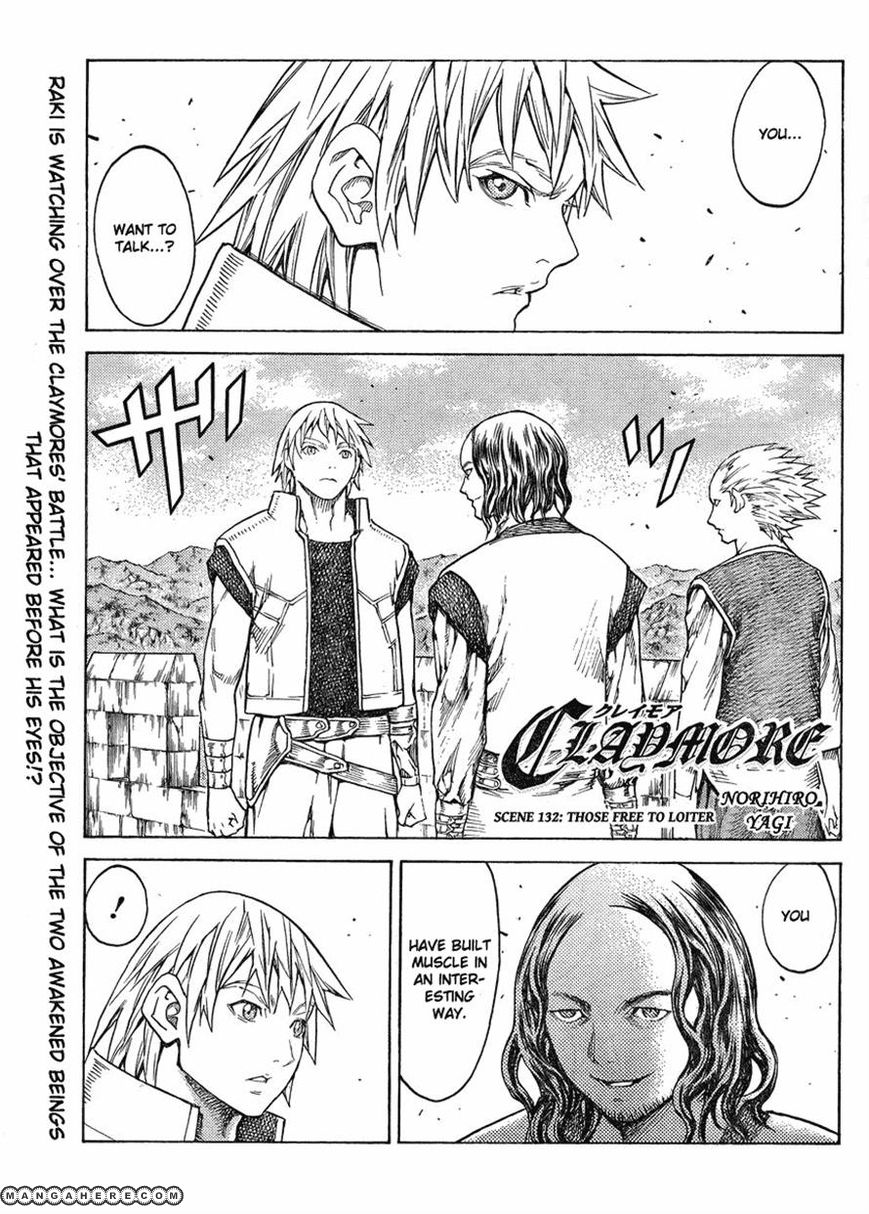 YOU...
WANT TO
TALK...?
RAKI IS WATCHING OVER THE CLAYMORES' BATTLE... WHAT IS THE OBJECTIVE OF THE TWO AWAKENED BEINGS
THAT APPEARED BEFORE HIS EYES!?
ザッ
クレイモア
CLAYMORE
NORIHIRO
YAGI
SCENE 132: THOSE FREE TO LOITER
YOU
HAVE BUILT
MUSCLE IN
AN INTER-
ESTING
WAY.
!
MANGAHERE.COM